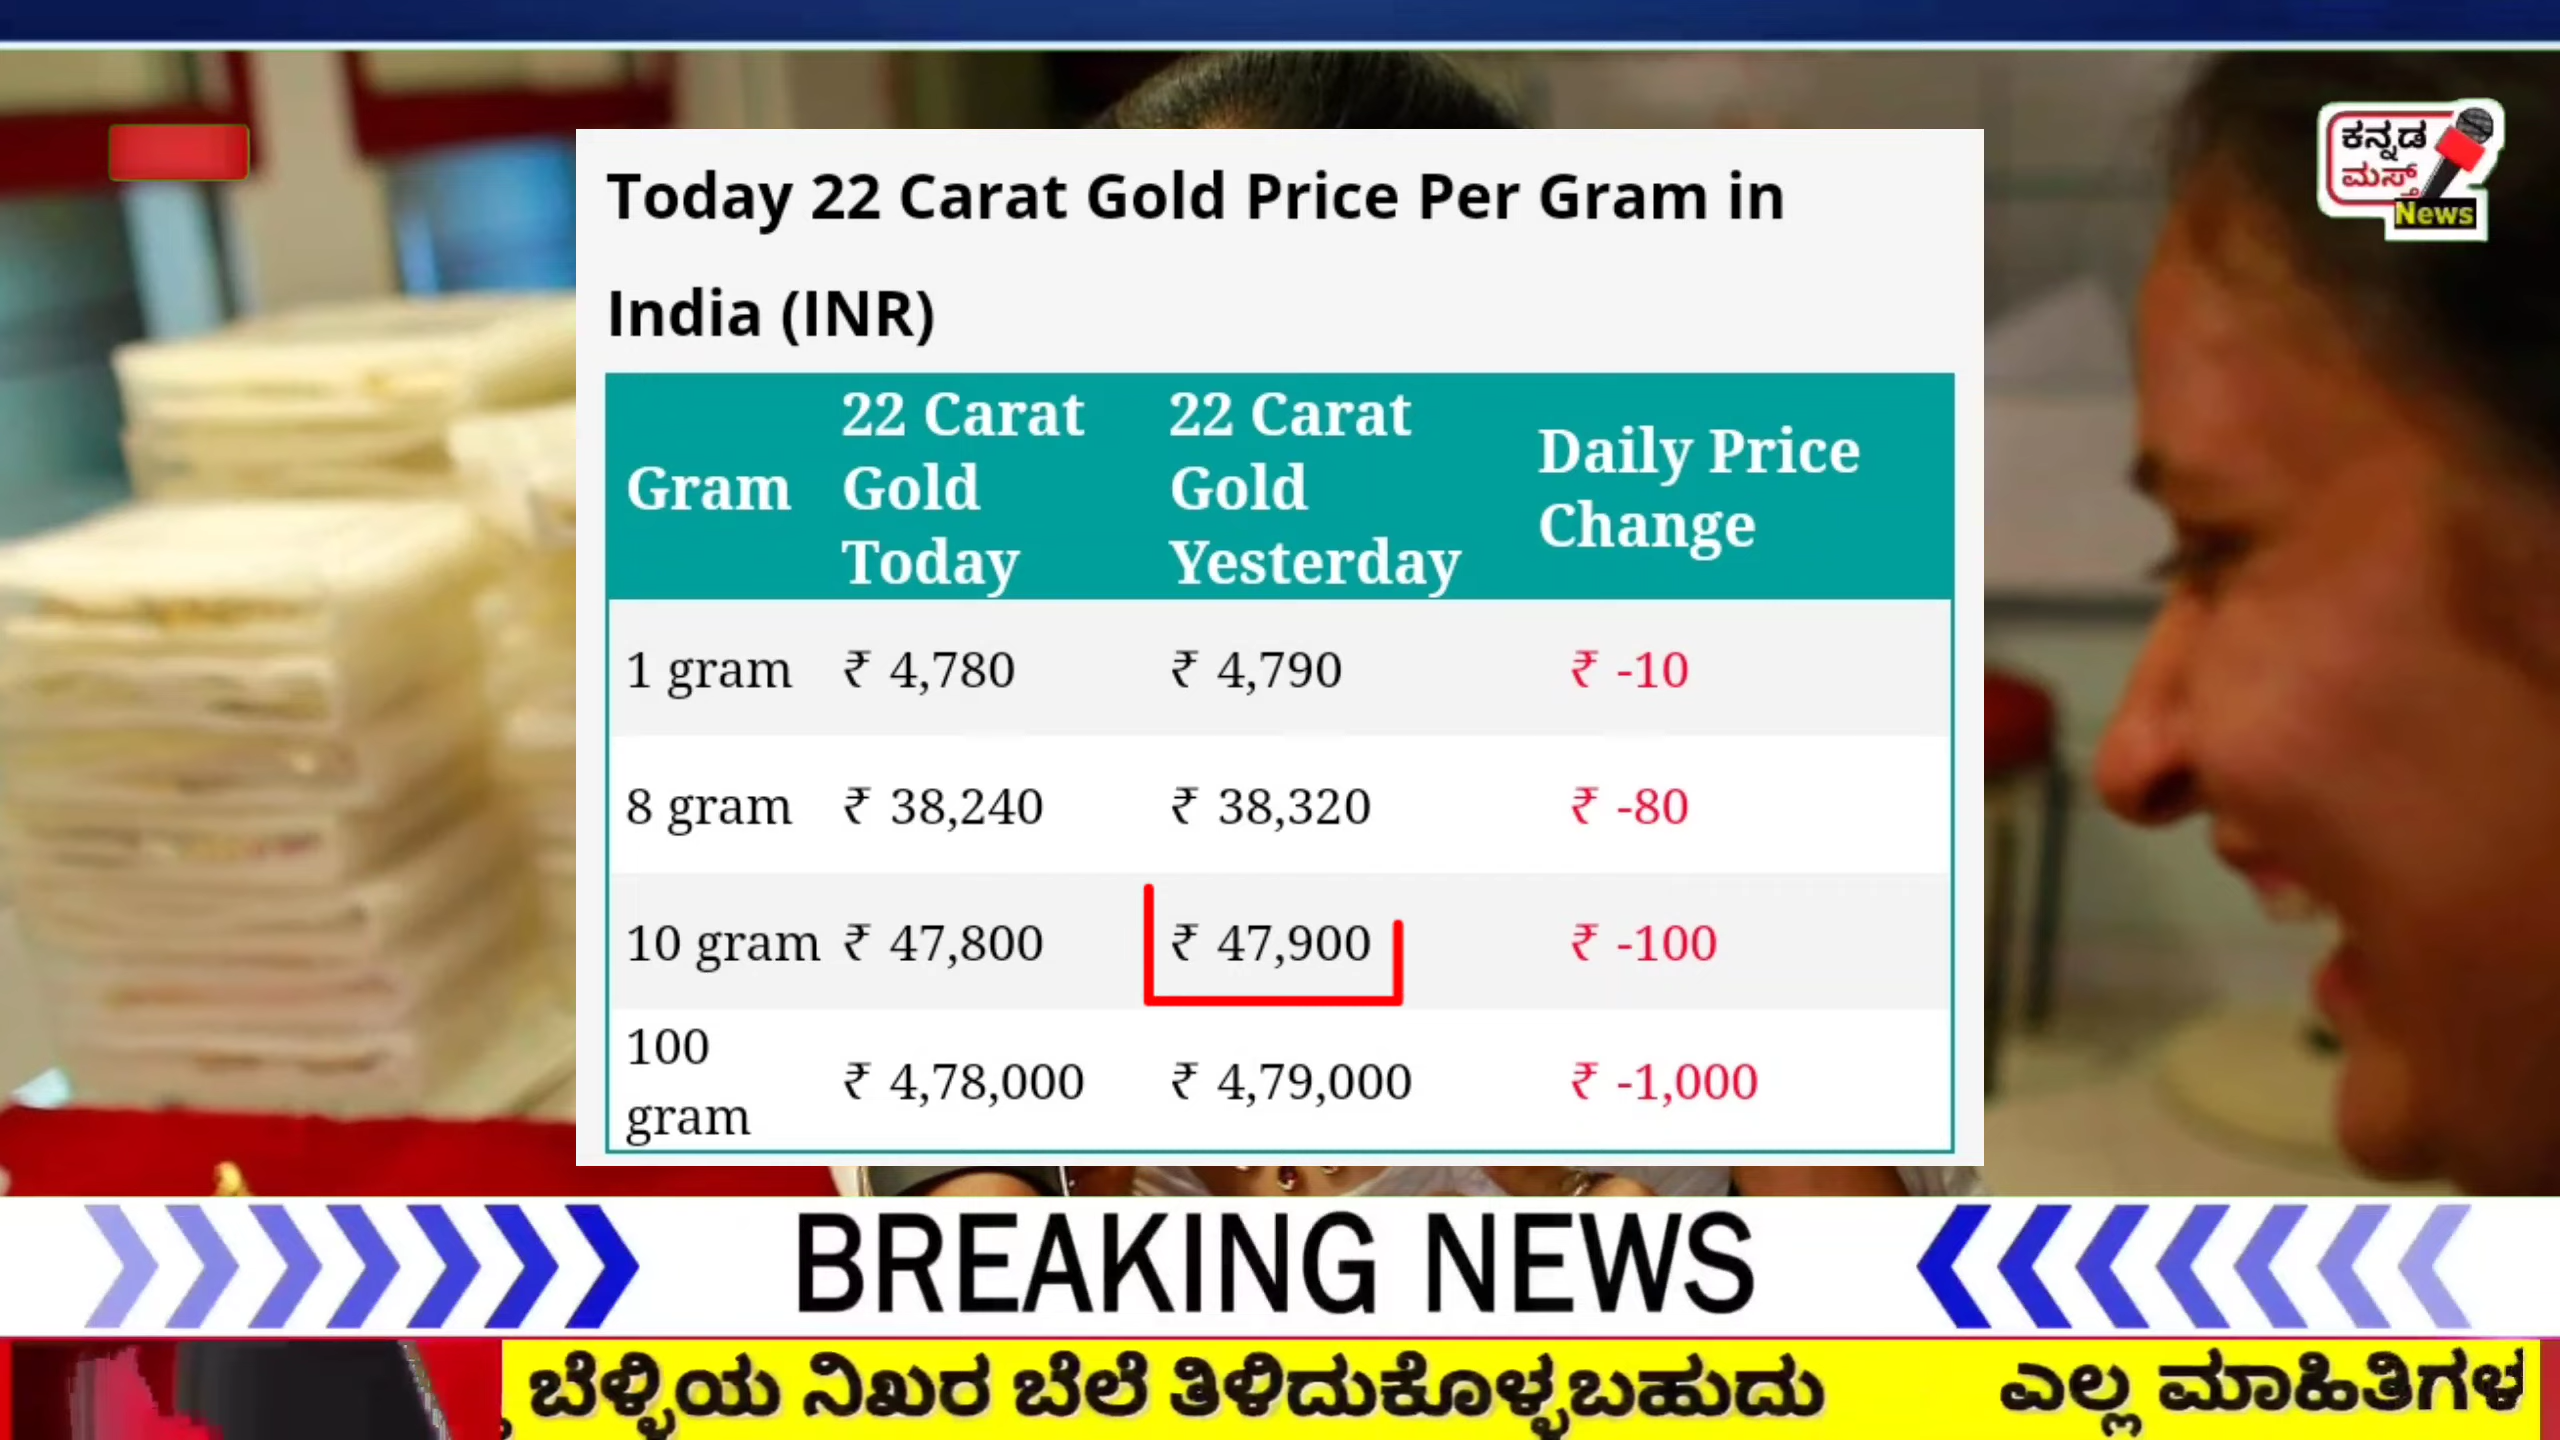 ಕನ್ನಡ
ಮಸ್ತ್
News
Today 22 Carat Gold Price Per Gram in
India (INR)
Gram 22 Carat Gold Today 22 Carat Gold Yesterday Daily Price Change
1 gram ₹ 4,780 ₹ 4,790 ₹ -10
8 gram ₹ 38,240 ₹ 38,320 ₹ -80
10 gram ₹ 47,800 ₹ 47,900 ₹ -100
100 gram ₹ 4,78,000 ₹ 4,79,000 ₹ -1,000
BREAKING NEWS
ಬೆಳ್ಳಿಯ ನಿಖರ ಬೆಲೆ ತಿಳಿದುಕೊಳ್ಳಬಹುದು ಎಲ್ಲ ಮಾಹಿತಿಗಳ